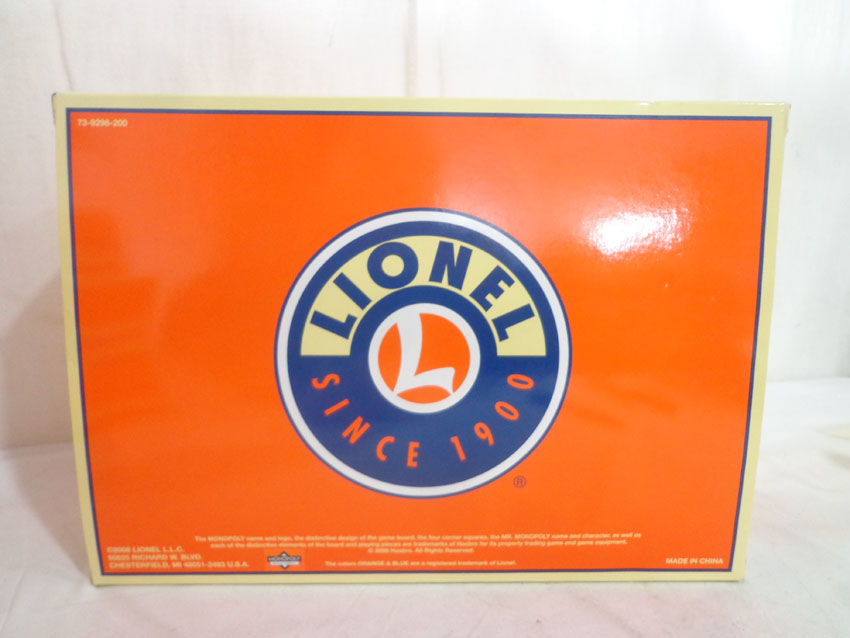 73-9298-200
LIONEL
L
SINCE 1900
®
The MONOPOLY name and logo, the distinctive design of the game board, the four corner squares, the MR. MONOPOLY name and character, as well as
each of the distinctive elements of the board and playing pieces are trademarks of Hasbro for its property trading game and game equipment.
© 2008 Hasbro. All Rights Reserved.
©2008 LIONEL L.L.C.
50625 RICHARD W. BLVD.
CHESTERFIELD, MI 48051-2493 U.S.A.
MONOPOLY
The colors ORANGE & BLUE are a registered trademark of Lionel.
MADE IN CHINA